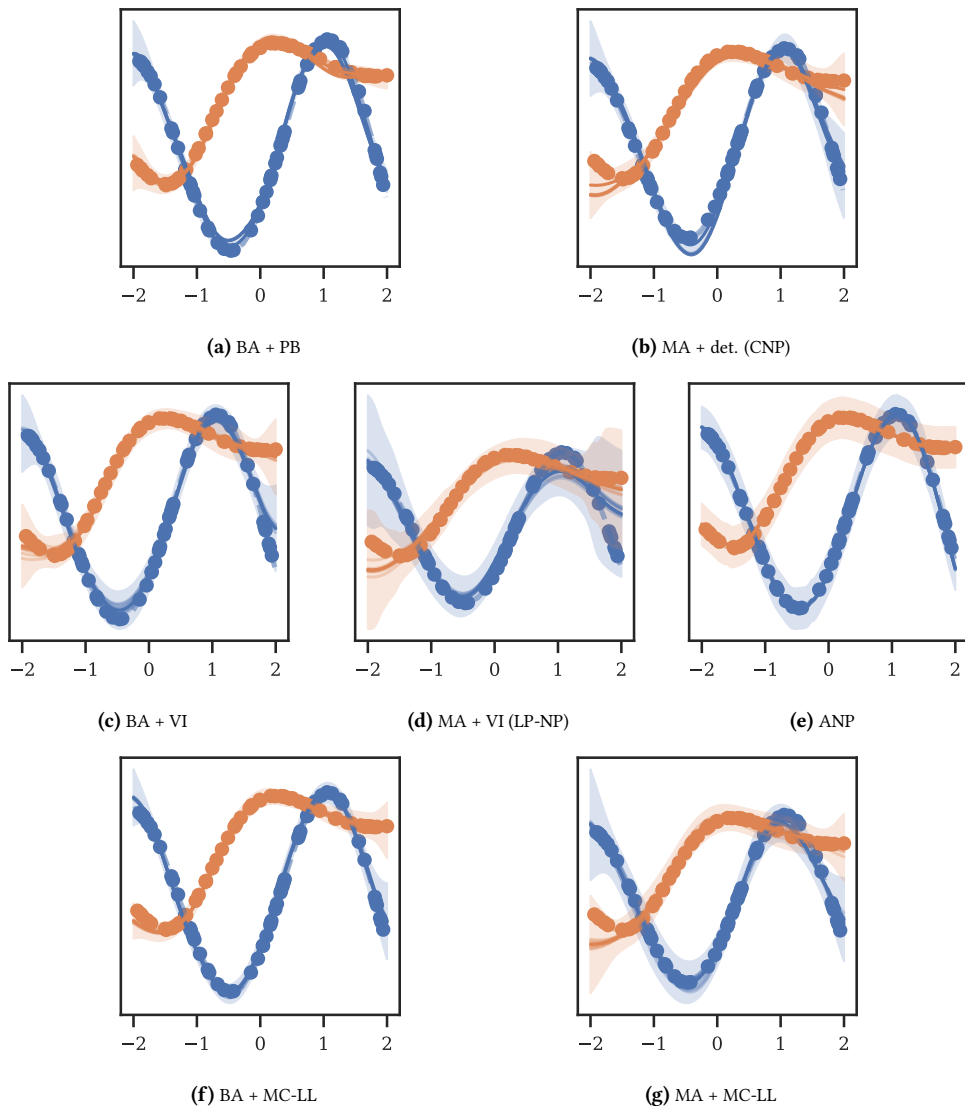 −2 −1 0 1 2
−2 −1 0 1 2
(a) BA + PB
(b) MA + det. (CNP)
−2 −1 0 1 2
−2 −1 0 1 2
−2 −1 0 1 2
(c) BA + VI
(d) MA + VI (LP-NP)
(e) ANP
−2 −1 0 1 2
−2 −1 0 1 2
(f) BA + MC-LL
(g) MA + MC-LL